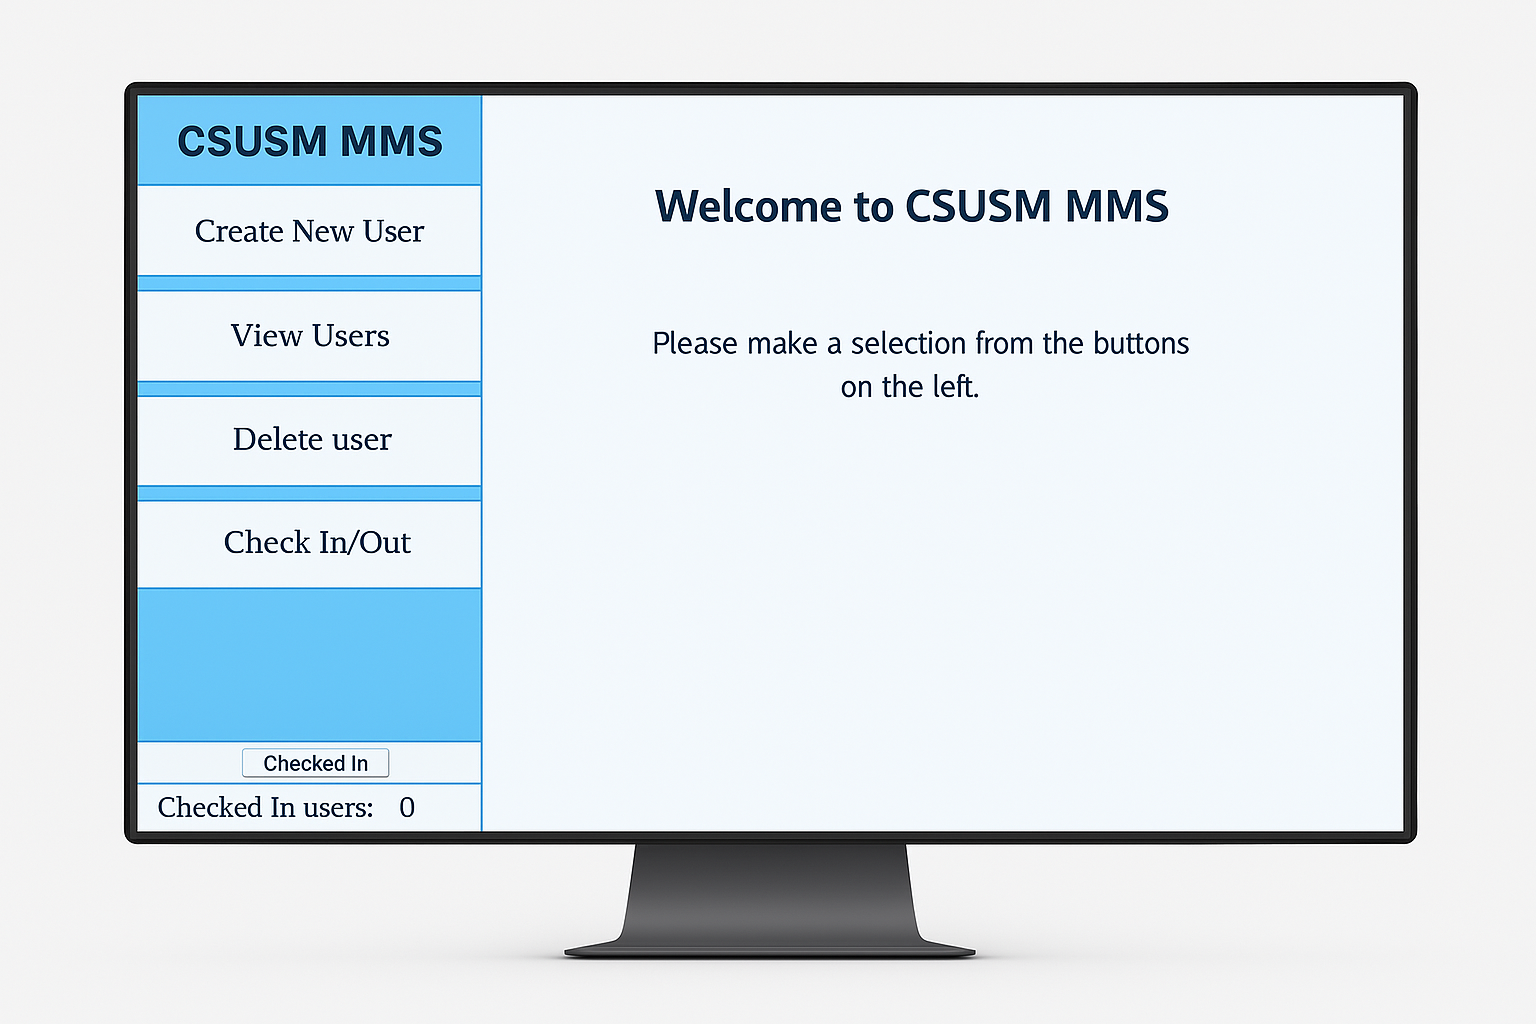 CSUSM MMS
Create New User
View Users
Delete user
Check In/Out
Checked In
Checked In users: 0
Welcome to CSUSM MMS
Please make a selection from the buttons
on the left.